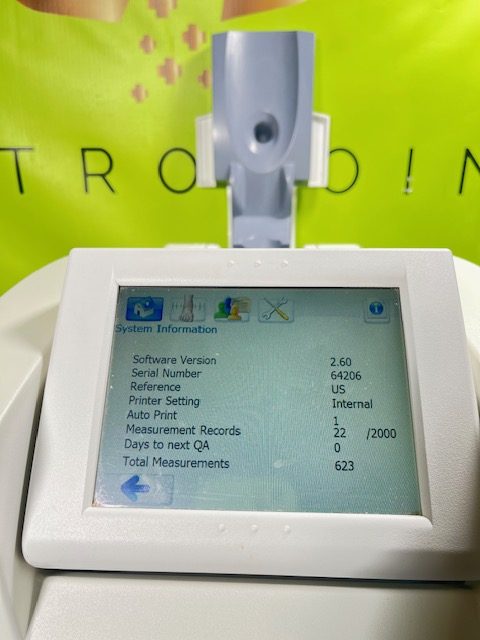 TRO O!N
System Information
Software Version 2.60
Serial Number 64206
Reference US
Printer Setting Internal
Auto Print 1
Measurement Records 22 /2000
Days to next QA 0
Total Measurements 623